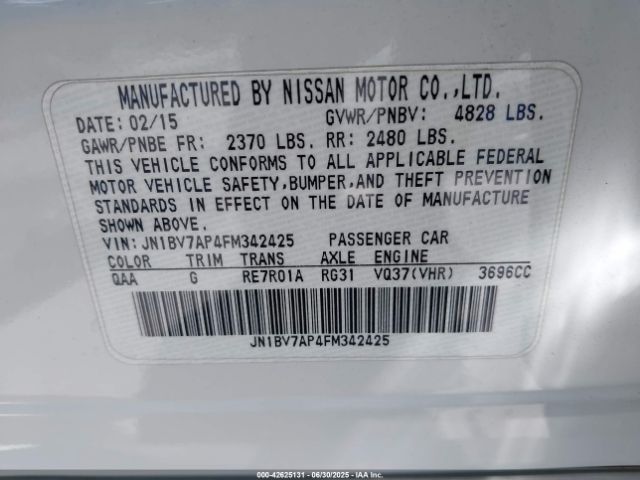 MANUFACTURED BY NISSAN MOTOR CO.,LTD.
DATE: 02/15 GVWR/PNBV: 4828 LBS.
GAWR/PNBE FR: 2370 LBS. RR: 2480 LBS.
THIS VEHICLE CONFORMS TO ALL APPLICABLE FEDERAL
MOTOR VEHICLE SAFETY,BUMPER,AND THEFT PREVENTION
STANDARDS IN EFFECT ON THE DATE OF MANUFACTURE
SHOWN ABOVE.
VIN: JN1BV7AP4FM342425 PASSENGER CAR
COLOR TRIM TRANS AXLE ENGINE
QAA G RE7R01A RG31 VQ37(VHR) 3696CC
JN1BV7AP4FM342425
000-42625131 - 06/30/2025 - IAA Inc.